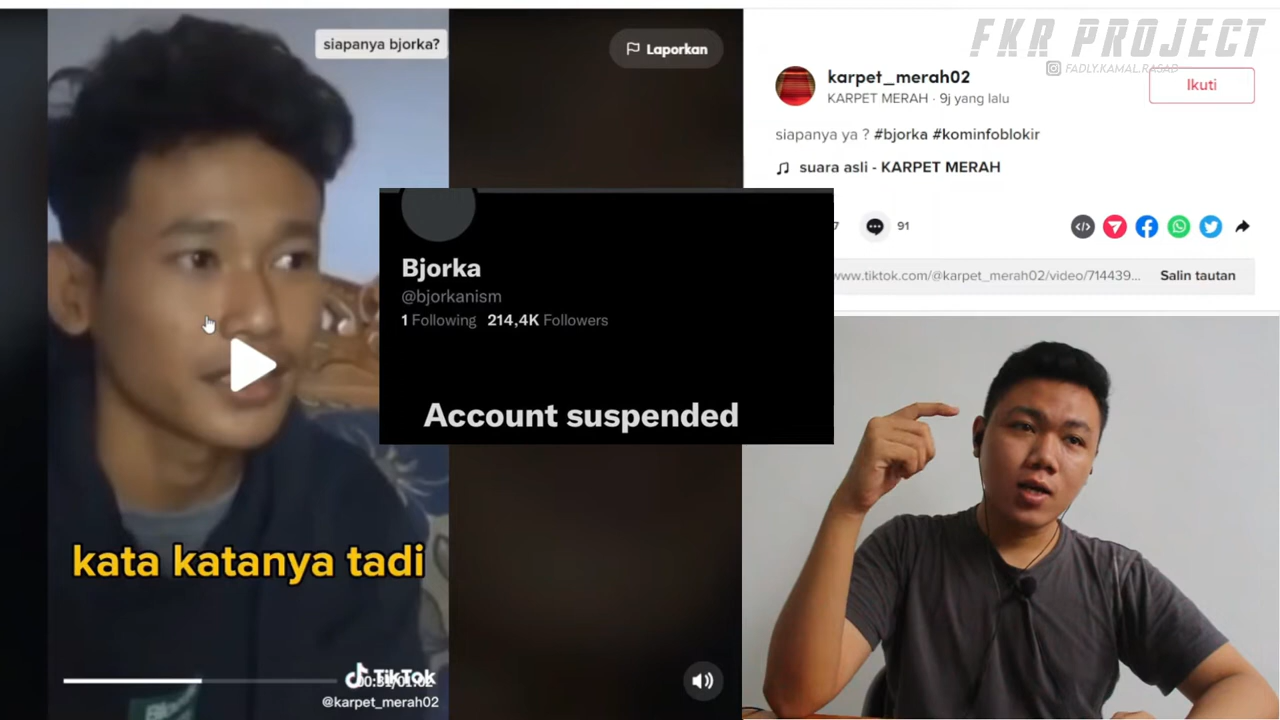 siapanya bjorka?
Laporkan
kata katanya tadi
TikTok
@karpet_merah02
FKR PROJECT
FADLY.KAMAL.RASAD
karpet_merah02
KARPET MERAH · 9j yang lalu
Ikuti
siapanya ya ? #bjorka #kominfoblokir
suara asli - KARPET MERAH
91
www.tiktok.com/@karpet_merah02/video/714439...
Salin tautan
Bjorka
@bjorkanism
1 Following 214,4K Followers
Account suspended